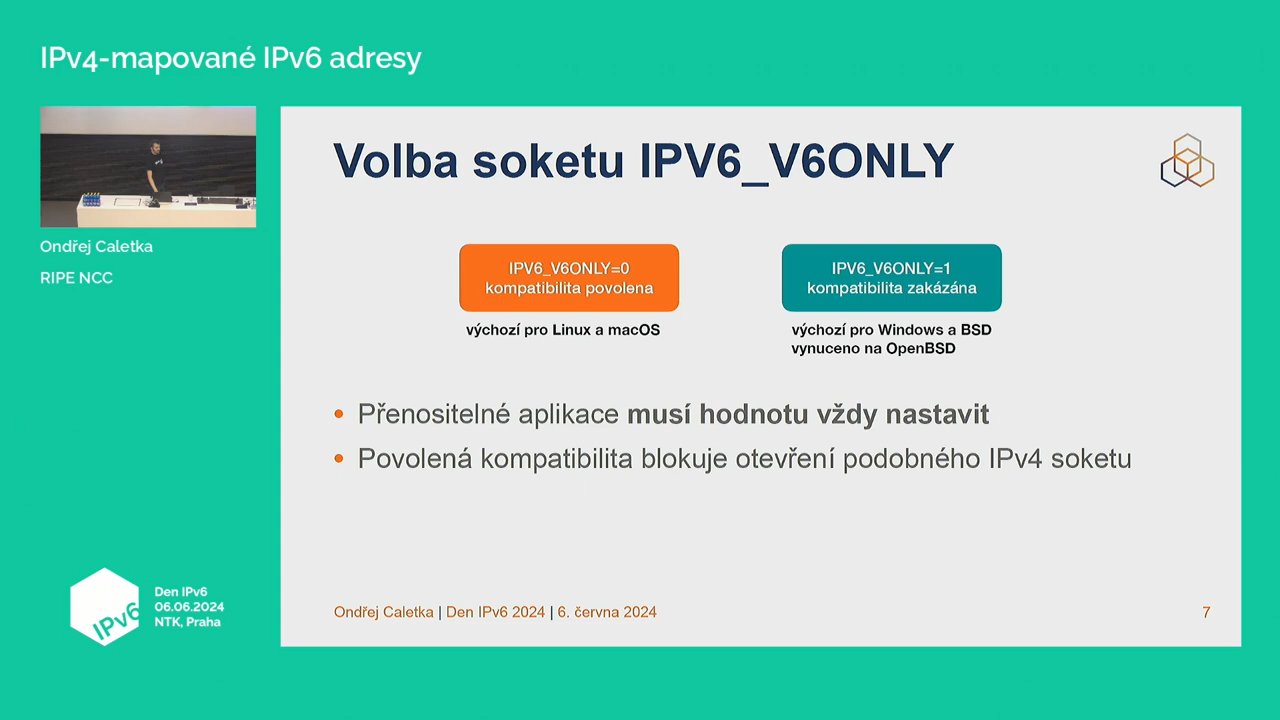 IPv4-mapované IPv6 adresy
Ondřej Caletka
RIPE NCC
Volba soketu IPV6_V6ONLY
IPV6_V6ONLY=0
kompatibilita povolena
výchozí pro Linux a macOS
IPV6_V6ONLY=1
kompatibilita zakázána
výchozí pro Windows a BSD
vynuceno na OpenBSD
• Přenositelné aplikace musí hodnotu vždy nastavit
• Povolená kompatibilita blokuje otevření podobného IPv4 soketu
Ondřej Caletka | Den IPv6 2024 | 6. června 2024
7
IPv6
Den IPv6
06.06.2024
NTK, Praha